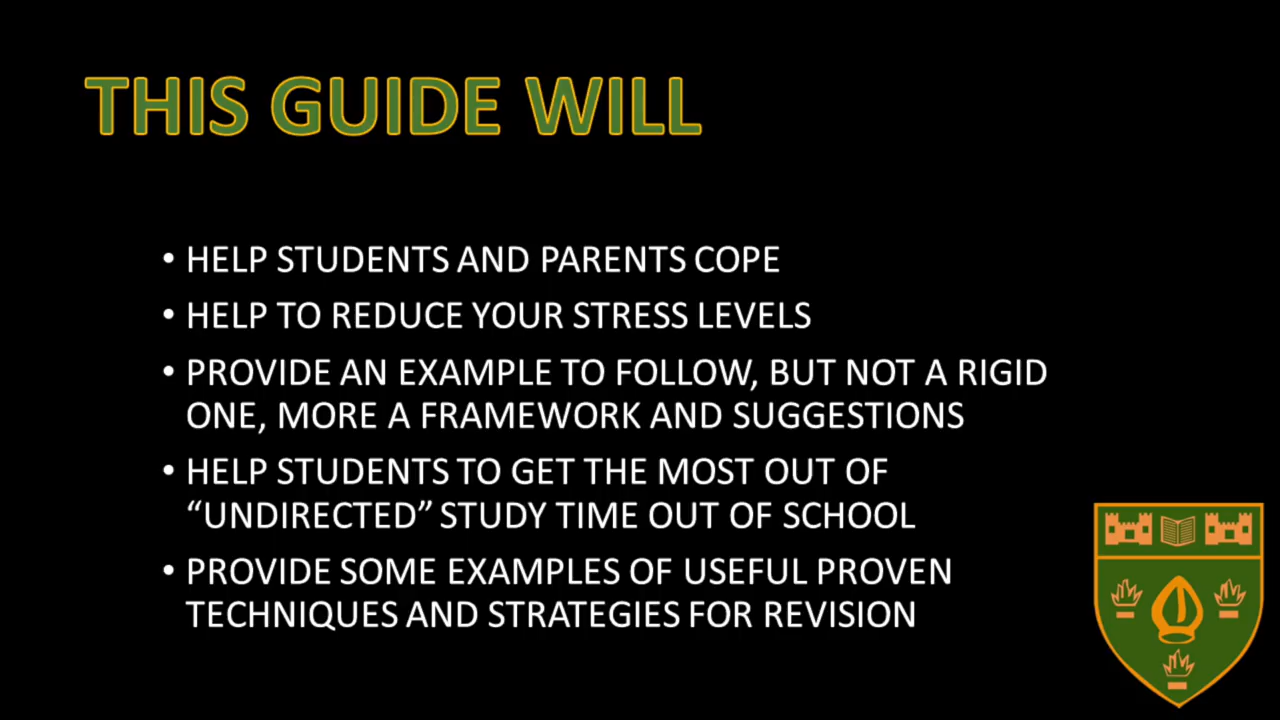 THIS GUIDE WILL
• HELP STUDENTS AND PARENTS COPE
• HELP TO REDUCE YOUR STRESS LEVELS
• PROVIDE AN EXAMPLE TO FOLLOW, BUT NOT A RIGID
ONE, MORE A FRAMEWORK AND SUGGESTIONS
• HELP STUDENTS TO GET THE MOST OUT OF
“UNDIRECTED” STUDY TIME OUT OF SCHOOL
• PROVIDE SOME EXAMPLES OF USEFUL PROVEN
TECHNIQUES AND STRATEGIES FOR REVISION